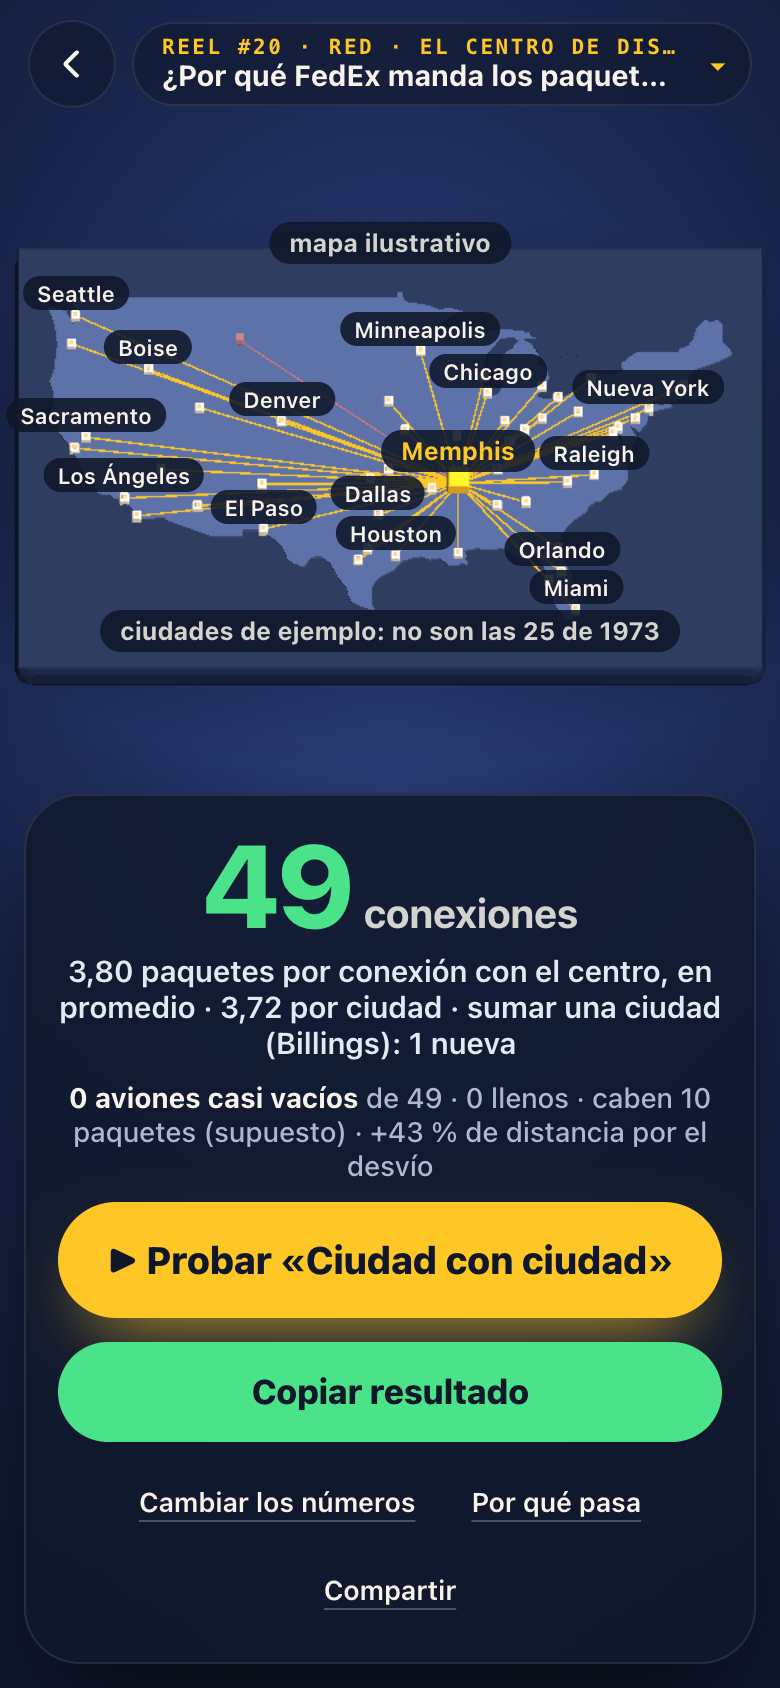 REEL #20 · RED · EL CENTRO DE DIS…
¿Por qué FedEx manda los paquet...
mapa ilustrativo
Seattle
Minneapolis
Boise
Chicago
Nueva York
Denver
Sacramento
Memphis
Raleigh
Los Ángeles
Dallas
El Paso
Houston
Orlando
Miami
ciudades de ejemplo: no son las 25 de 1973
49 conexiones
3,80 paquetes por conexión con el centro, en
promedio · 3,72 por ciudad · sumar una ciudad
(Billings): 1 nueva
0 aviones casi vacíos de 49 · 0 llenos · caben 10
paquetes (supuesto) · +43 % de distancia por el
desvío
Probar «Ciudad con ciudad»
Copiar resultado
Cambiar los números
Por qué pasa
Compartir